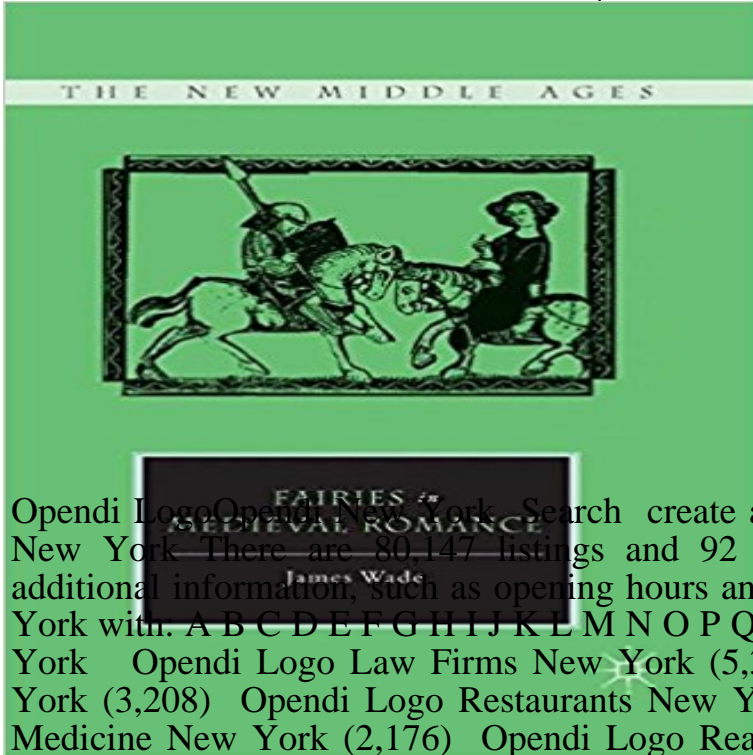 THE NEW MIDDLE AGES
FAIRIES in
MEDIEVAL ROMANCE
James Wade
Opendi LogoOpendi New York Search create a
New York There are 80,147 listings and 92
additional information, such as opening hours an
York with: A B C D E F G H I J K L M N O P Q
York Opendi Logo Law Firms New York (5,3
York (3,208) Opendi Logo Restaurants New Y
Medicine New York (2,176) Opendi Logo Rea